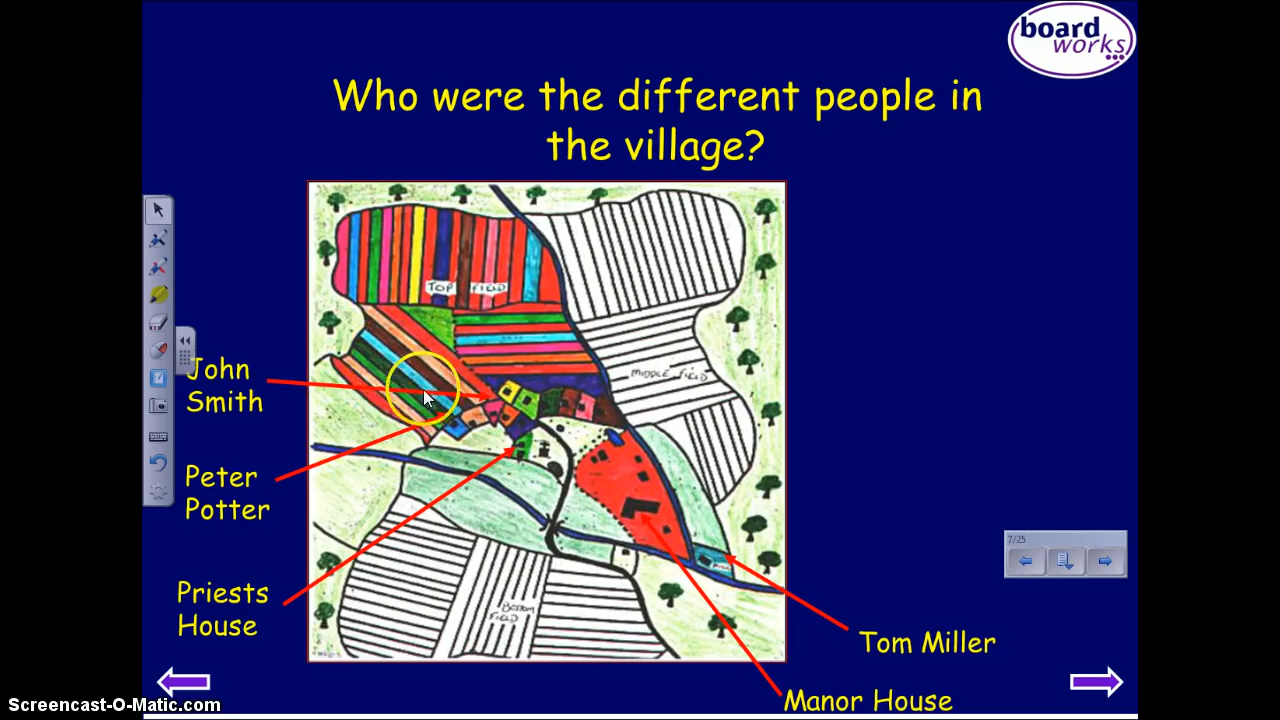 board
works
Who were the different people in
the village?
TOP FIELD
John
Smith
MIDDLE FIELD
Peter
Potter
7/25
Priests
House
BOTTOM
FIELD
Tom Miller
Manor House
Screencast-O-Matic.com